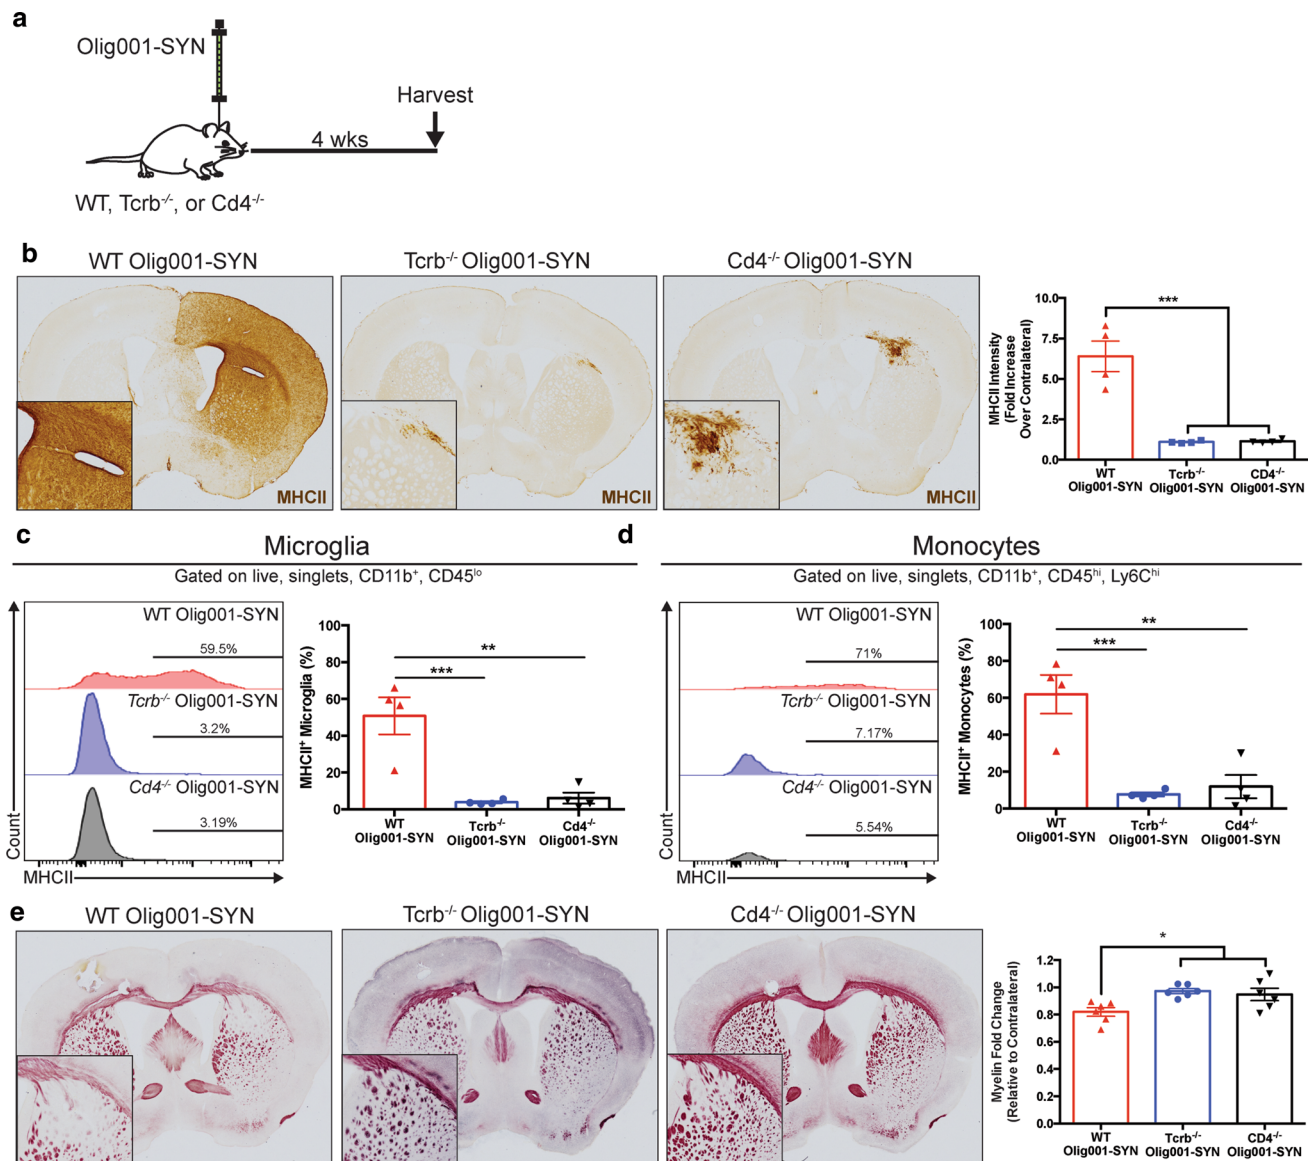 a
Olig001-SYN
Harvest
4 wks
WT, Tcrb-/-, or Cd4-/-
b
WT Olig001-SYN
Tcrb-/- Olig001-SYN
Cd4-/- Olig001-SYN
MHCII
MHCII
MHCII
MHCII Intensity
(Fold Increase
Over Contralateral)
10.0
7.5
5.0
2.5
0.0
***
WT
Olig001-SYN
Tcrb-/-
Olig001-SYN
CD4-/-
Olig001-SYN
c
Microglia
Gated on live, singlets, CD11b+, CD45lo
WT Olig001-SYN
59.5%
Tcrb-/- Olig001-SYN
3.2%
Cd4-/- Olig001-SYN
3.19%
Count
MHCII
MHCII+ Microglia (%)
100
80
60
40
20
0
**
***
WT
Olig001-SYN
Tcrb-/-
Olig001-SYN
Cd4-/-
Olig001-SYN
d
Monocytes
Gated on live, singlets, CD11b+, CD45hi, Ly6Chi
WT Olig001-SYN
71%
Tcrb-/- Olig001-SYN
7.17%
Cd4-/- Olig001-SYN
5.54%
Count
MHCII
MHCII+ Monocytes (%)
100
80
60
40
20
0
**
***
WT
Olig001-SYN
Tcrb-/-
Olig001-SYN
Cd4-/-
Olig001-SYN
e
WT Olig001-SYN
Tcrb-/- Olig001-SYN
Cd4-/- Olig001-SYN
Myelin Fold Change
(Relative to Contralateral)
1.2
1.0
0.8
0.6
0.4
0.2
0.0
*
WT
Olig001-SYN
Tcrb-/-
Olig001-SYN
CD4-/-
Olig001-SYN